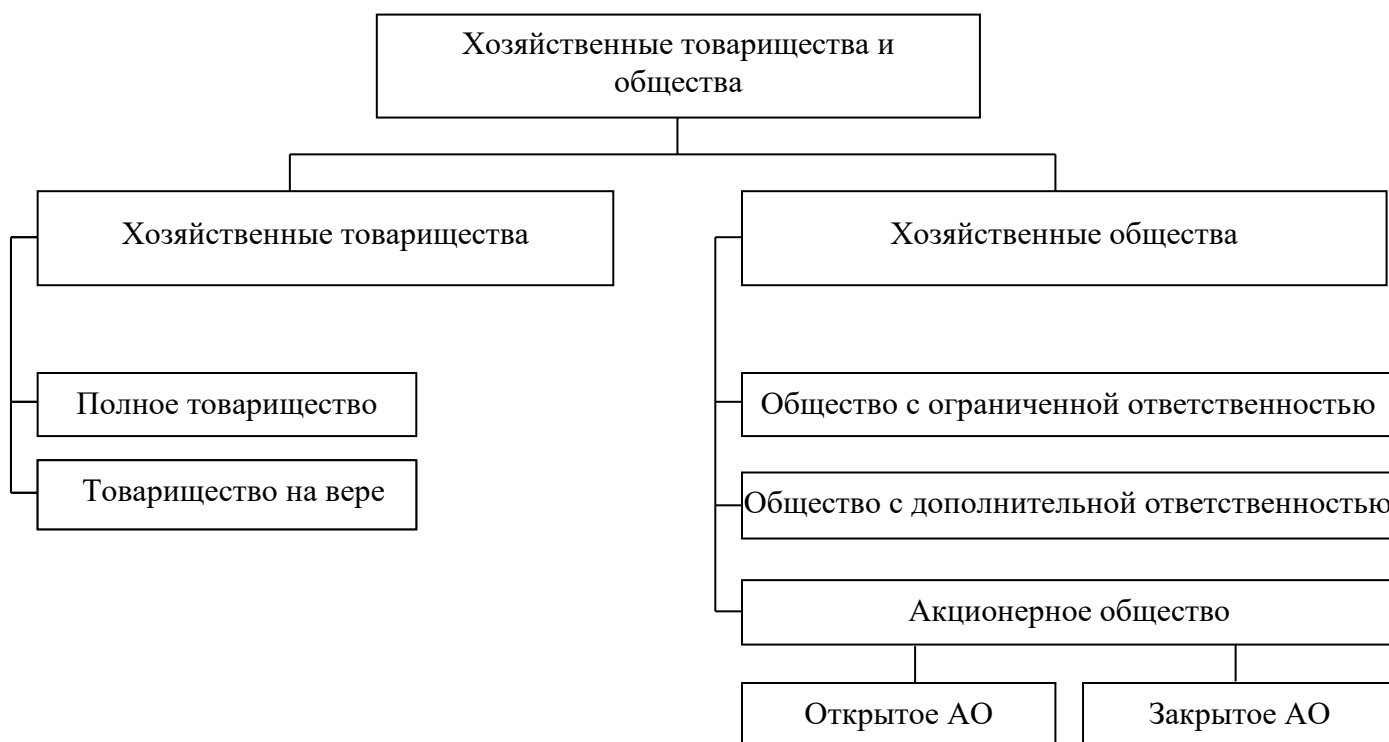 Хозяйственные товарищества и
общества
Хозяйственные товарищества
Хозяйственные общества
Полное товарищество
Общество с ограниченной ответственностью
Товарищество на вере
Общество с дополнительной ответственностью
Акционерное общество
Открытое АО
Закрытое АО